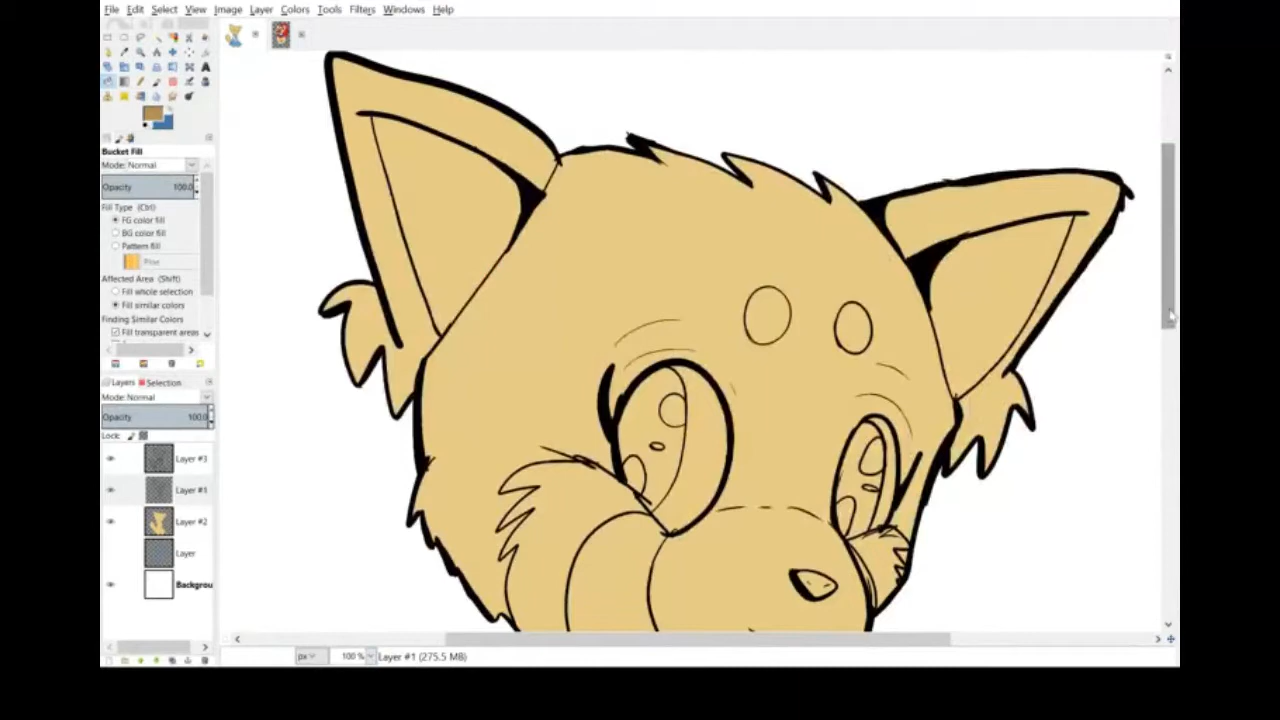 File Edit Select View Image Layer Colors Tools Filters Windows Help
Bucket Fill
Mode: Normal
Opacity 100.0
Fill Type (Ctrl)
FG color fill
BG color fill
Pattern fill
Pine
Affected Area (Shift)
Fill whole selection
Fill similar colors
Finding Similar Colors
Fill transparent areas
Layers Selection
Mode: Normal
Opacity 100.0
Lock:
Layer #3
Layer #1
Layer #2
Layer
Backgrou
px 100 % Layer #1 (275.5 MB)